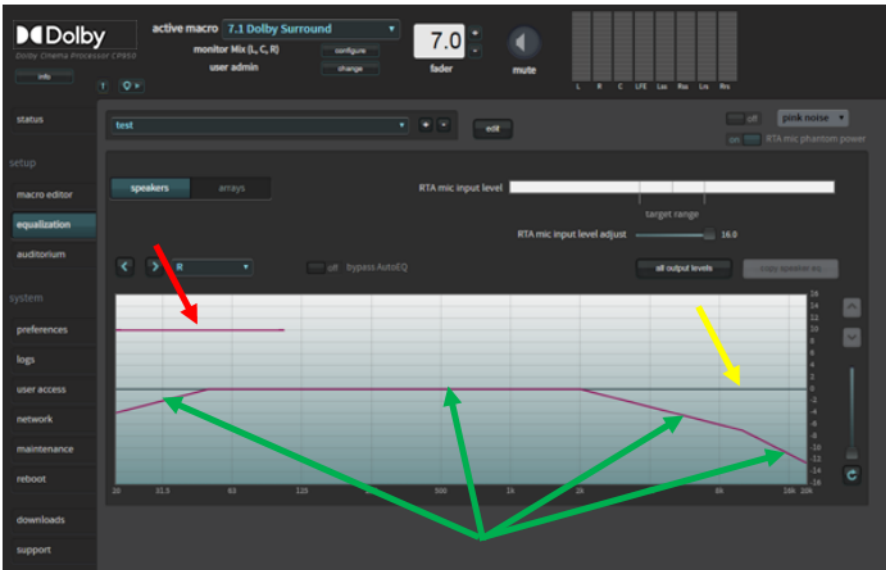 Dolby
Dolby Cinema Processor CP950
info
active macro 7.1 Dolby Surround
monitor Mix (L, C, R) configure
user admin change
7.0 + -
fader
mute
L R C LFE Lss Rss Lrs Rrs
status
setup
macro editor
equalization
auditorium
system
preferences
logs
user access
network
maintenance
reboot
downloads
support
test + - edit
off pink noise
on RTA mic phantom power
speakers arrays
RTA mic input level
target range
RTA mic input level adjust 16.0
R off bypass AutoEQ all output levels copy speaker eq...
16
14
12
10
8
6
4
2
0
-2
-4
-6
-8
-10
-12
-14
-16
20 31.5 63 125 500 1k 2k 8k 16k 20k